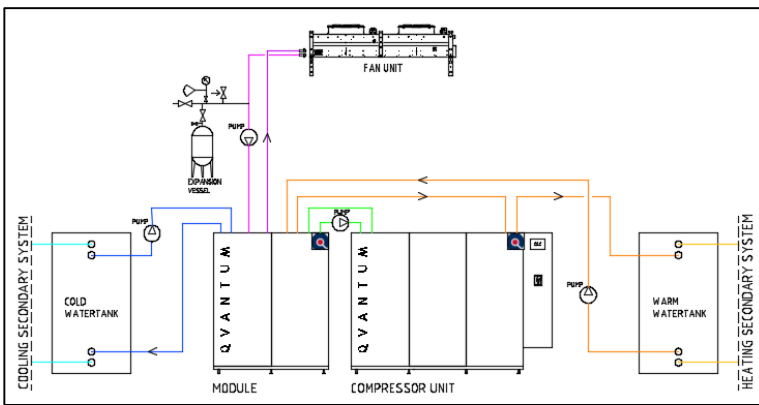 FAN UNIT
PUMP
EXPANSION
VESSEL
PUMP
PUMP
PUMP
COOLING SECONDARY SYSTEM
COLD
WATERTANK
QVANTUM
QVANTUM
WARM
WATERTANK
HEATING SECONDARY SYSTEM
MODULE
COMPRESSOR UNIT